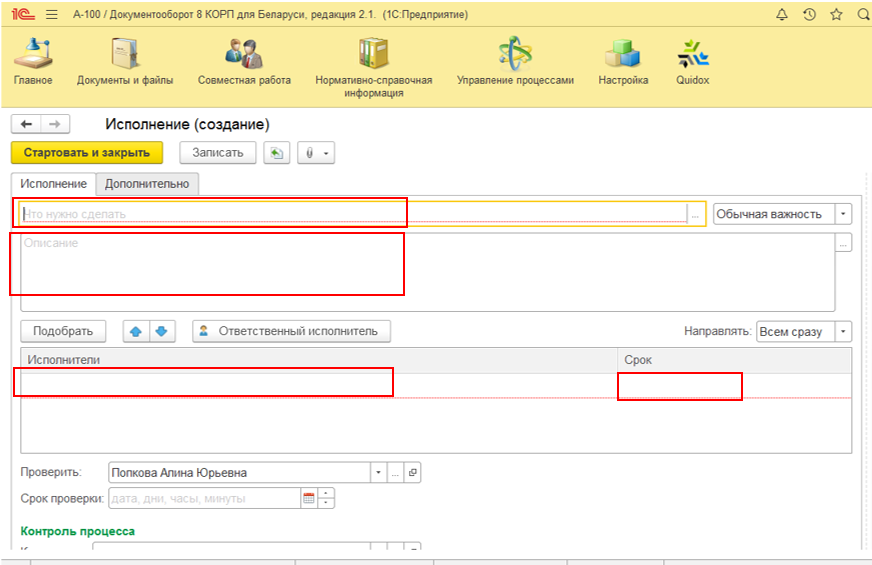 1С А-100 / Документооборот 8 КОРП для Беларуси, редакция 2.1. (1С:Предприятие)
Главное Документы и файлы Совместная работа Нормативно-справочная Управление процессами Настройка Quidox
информация
Исполнение (создание)
Стартовать и закрыть Записать
Исполнение Дополнительно
Что нужно сделать ... Обычная важность
Описание ...
Подобрать Ответственный исполнитель Направлять: Всем сразу
Исполнители Срок
Проверить: Попкова Алина Юрьевна ...
Срок проверки: дата, дни, часы, минуты
Контроль процесса